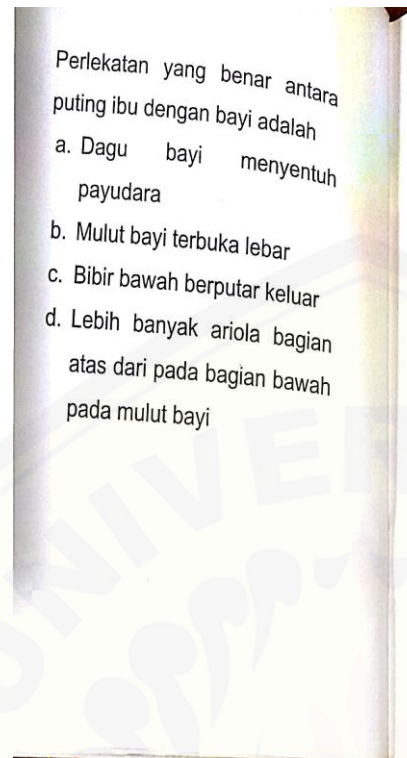 Perlekatan yang benar antara
puting ibu dengan bayi adalah
a. Dagu bayi menyentuh
payudara
b. Mulut bayi terbuka lebar
c. Bibir bawah berputar keluar
d. Lebih banyak ariola bagian
atas dari pada bagian bawah
pada mulut bayi